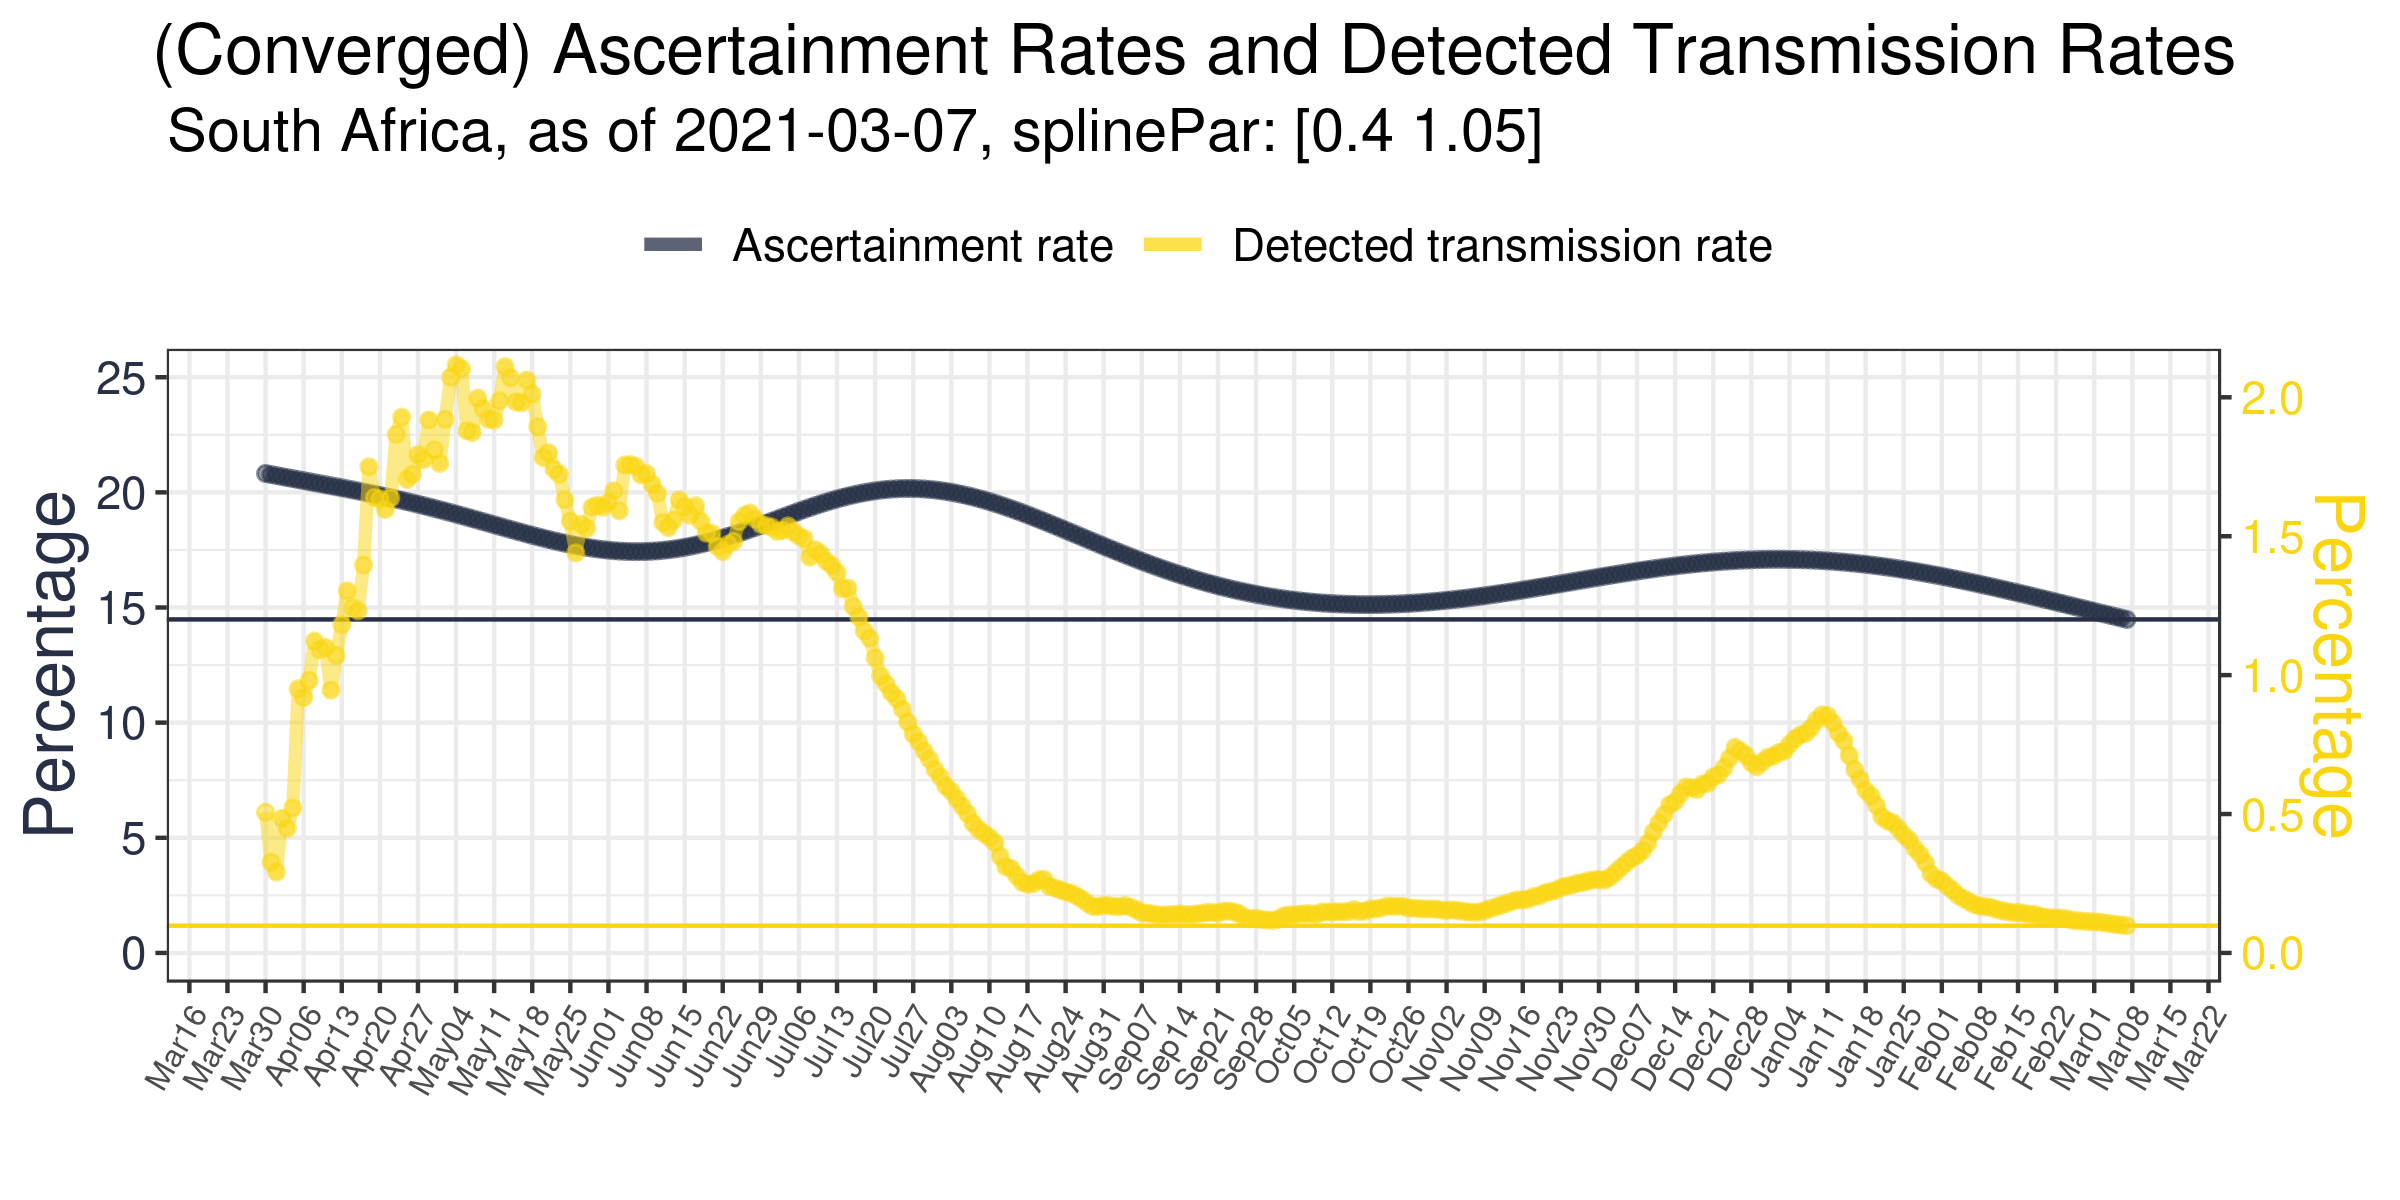 (Converged) Ascertainment Rates and Detected Transmission Rates
South Africa, as of 2021-03-07, splinePar: [0.4 1.05]
Ascertainment rate Detected transmission rate
Percentage
25
20
15
10
5
0
2.0
1.5
1.0
0.5
0.0
Percentage
Mar16 Mar23 Mar30 Apr06 Apr13 Apr20 Apr27 May04 May11 May18 May25 Jun01 Jun08 Jun15 Jun22 Jun29 Jul06 Jul13 Jul20 Jul27 Aug03 Aug10 Aug17 Aug24 Aug31 Sep07 Sep14 Sep21 Sep28 Oct05 Oct12 Oct19 Oct26 Nov02 Nov09 Nov16 Nov23 Nov30 Dec07 Dec14 Dec21 Dec28 Jan04 Jan11 Jan18 Jan25 Feb01 Feb08 Feb15 Feb22 Mar01 Mar08 Mar15 Mar22